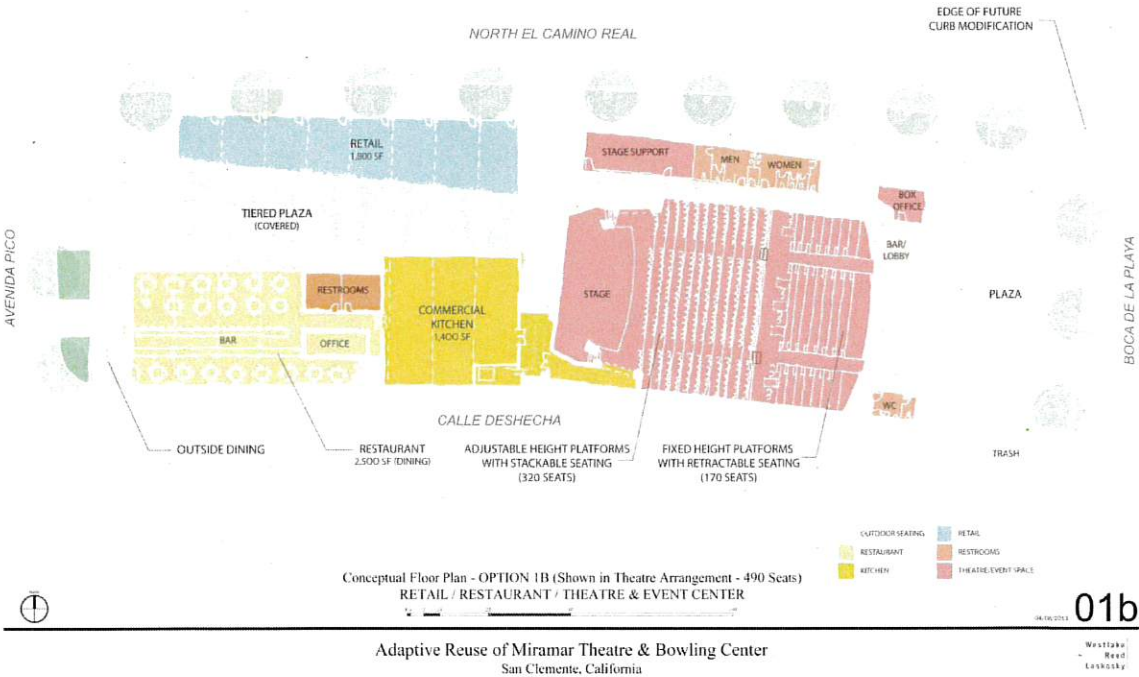 EDGE OF FUTURE
CURB MODIFICATION
NORTH EL CAMINO REAL
RETAIL
1,800 SF
STAGE SUPPORT
MEN
WOMEN
BOX
OFFICE
TIERED PLAZA
(COVERED)
BAR/
LOBBY
AVENIDA PICO
RESTROOMS
COMMERCIAL
KITCHEN
1,400 SF
STAGE
PLAZA
BOCA DE LA PLAYA
BAR
OFFICE
WC
CALLE DESHECHA
OUTSIDE DINING
RESTAURANT
2,500 SF (DINING)
ADJUSTABLE HEIGHT PLATFORMS
WITH STACKABLE SEATING
(320 SEATS)
FIXED HEIGHT PLATFORMS
WITH RETRACTABLE SEATING
(170 SEATS)
TRASH
OUTDOOR SEATING
RETAIL
RESTAURANT
RESTROOMS
KITCHEN
THEATRE/EVENT SPACE
Conceptual Floor Plan - OPTION 1B (Shown in Theatre Arrangement - 490 Seats)
RETAIL / RESTAURANT / THEATRE & EVENT CENTER
01b
Adaptive Reuse of Miramar Theatre & Bowling Center
San Clemente, California
Westlake
Reed
Leskosky